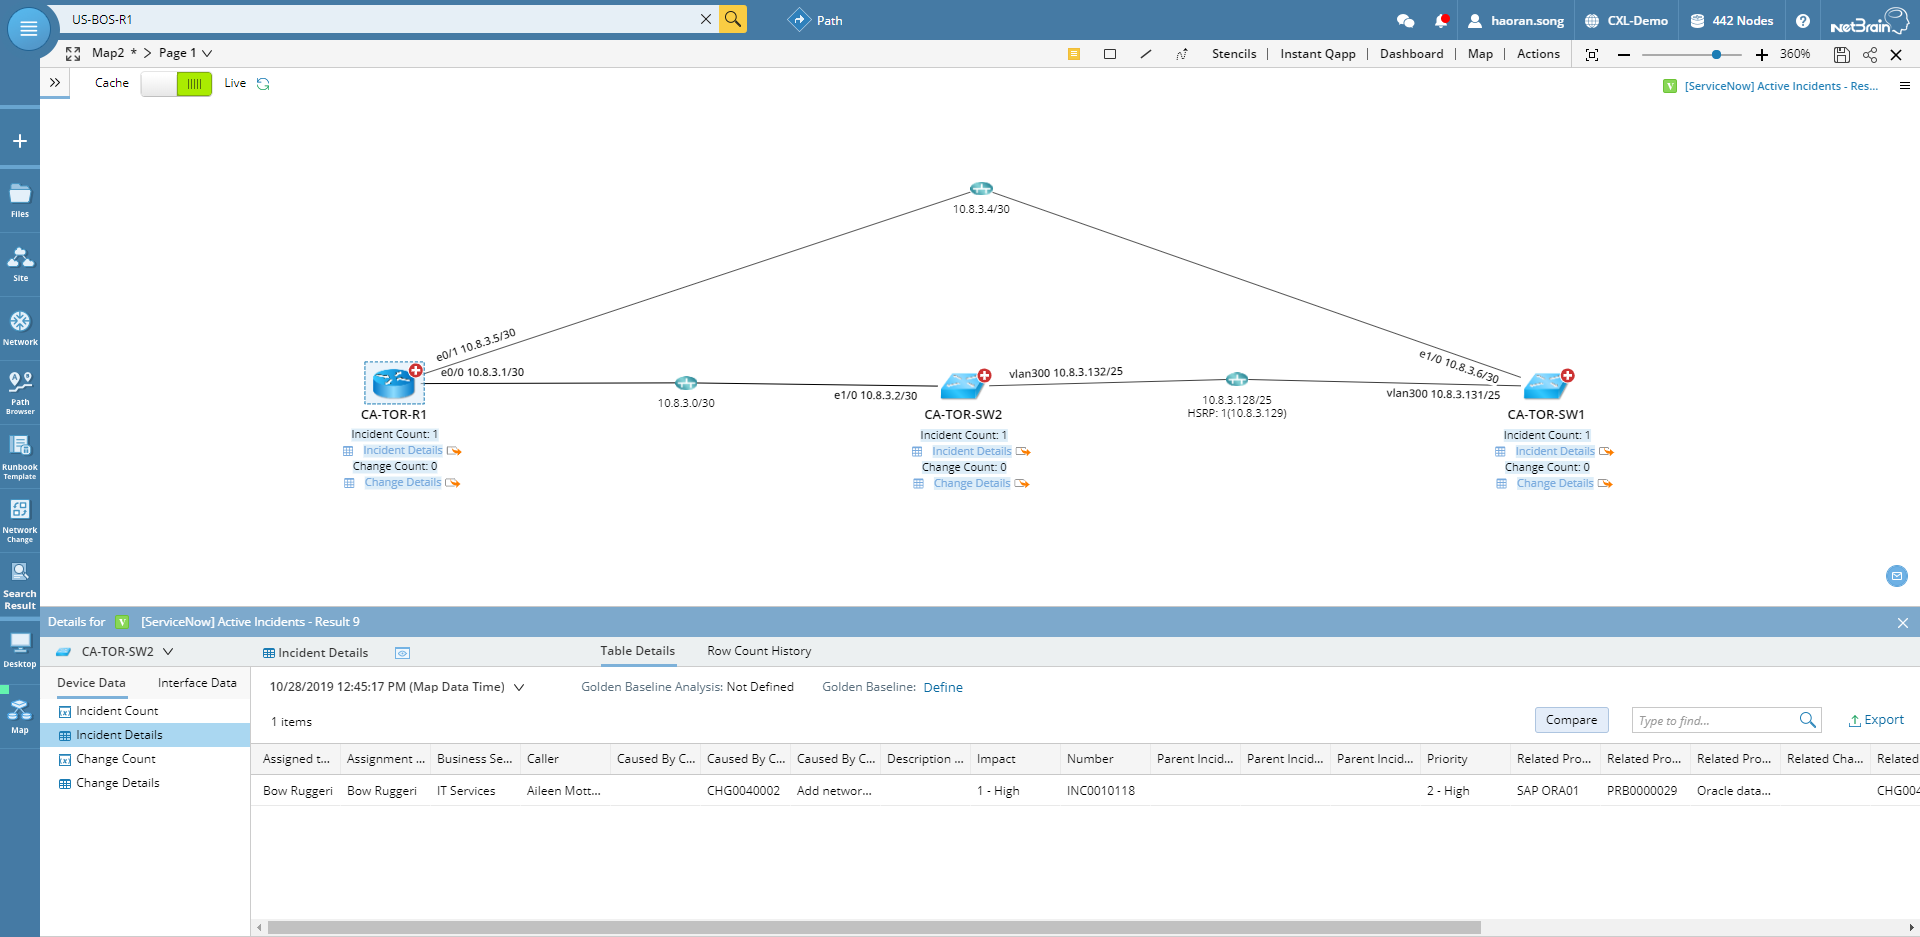 US-BOS-R1
Path
haoran.song
CXL-Demo
442 Nodes
NetBrain
Map2 * > Page 1
Stencils | Instant Qapp | Dashboard | Map | Actions
360%
Cache
Live
[ServiceNow] Active Incidents - Res...
Files
Site
Network
Path
Browser
Runbook
Template
Network
Change
Search
Result
Desktop
Map
10.8.3.4/30
e0/1 10.8.3.5/30
e0/0 10.8.3.1/30
10.8.3.0/30
e1/0 10.8.3.2/30
vlan300 10.8.3.132/25
10.8.3.128/25
HSRP: 1(10.8.3.129)
e1/0 10.8.3.6/30
vlan300 10.8.3.131/25
CA-TOR-R1
Incident Count: 1
Incident Details
Change Count: 0
Change Details
CA-TOR-SW2
Incident Count: 1
Incident Details
Change Count: 0
Change Details
CA-TOR-SW1
Incident Count: 1
Incident Details
Change Count: 0
Change Details
Details for V [ServiceNow] Active Incidents - Result 9
CA-TOR-SW2
Incident Details
Table Details
Row Count History
Device Data
Interface Data
Incident Count
Incident Details
Change Count
Change Details
10/28/2019 12:45:17 PM (Map Data Time)
Golden Baseline Analysis: Not Defined
Golden Baseline: Define
1 items
Compare
Type to find...
Export
Assigned t... Assignment ... Business Se... Caller Caused By C... Caused By C... Caused By C... Description ... Impact Number Parent Incid... Parent Incid... Parent Incid... Priority Related Pro... Related Pro... Related Pro... Related Cha... Related
Bow Ruggeri Bow Ruggeri IT Services Aileen Mott... CHG0040002 Add networ... 1 - High INC0010118 2 - High SAP ORA01 PRB0000029 Oracle data... CHG004